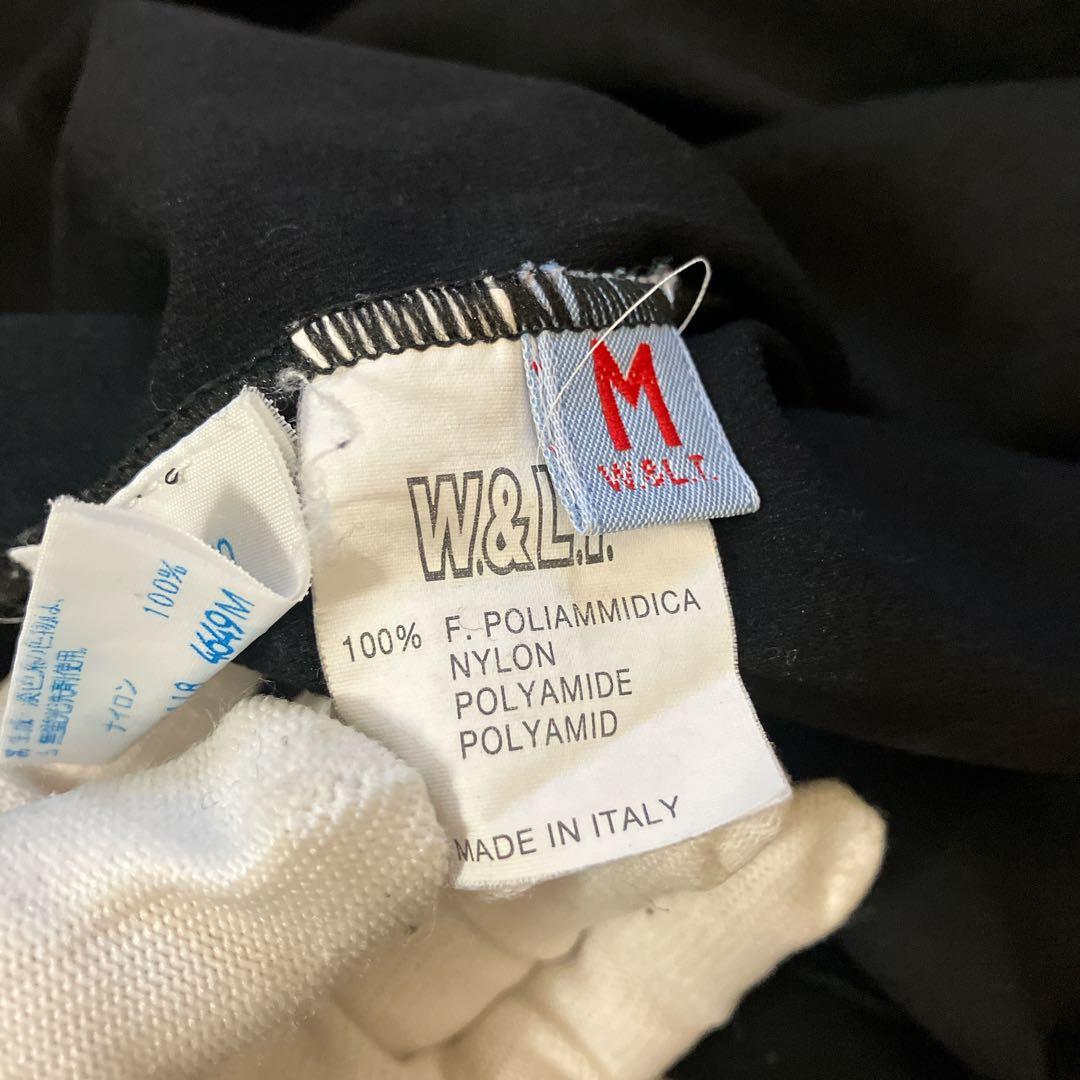 M
W.&L.T.
W.&L.T.
100% F. POLIAMMIDICA
NYLON
POLYAMIDE
POLYAMID
MADE IN ITALY
ナイロン 100%
4649M